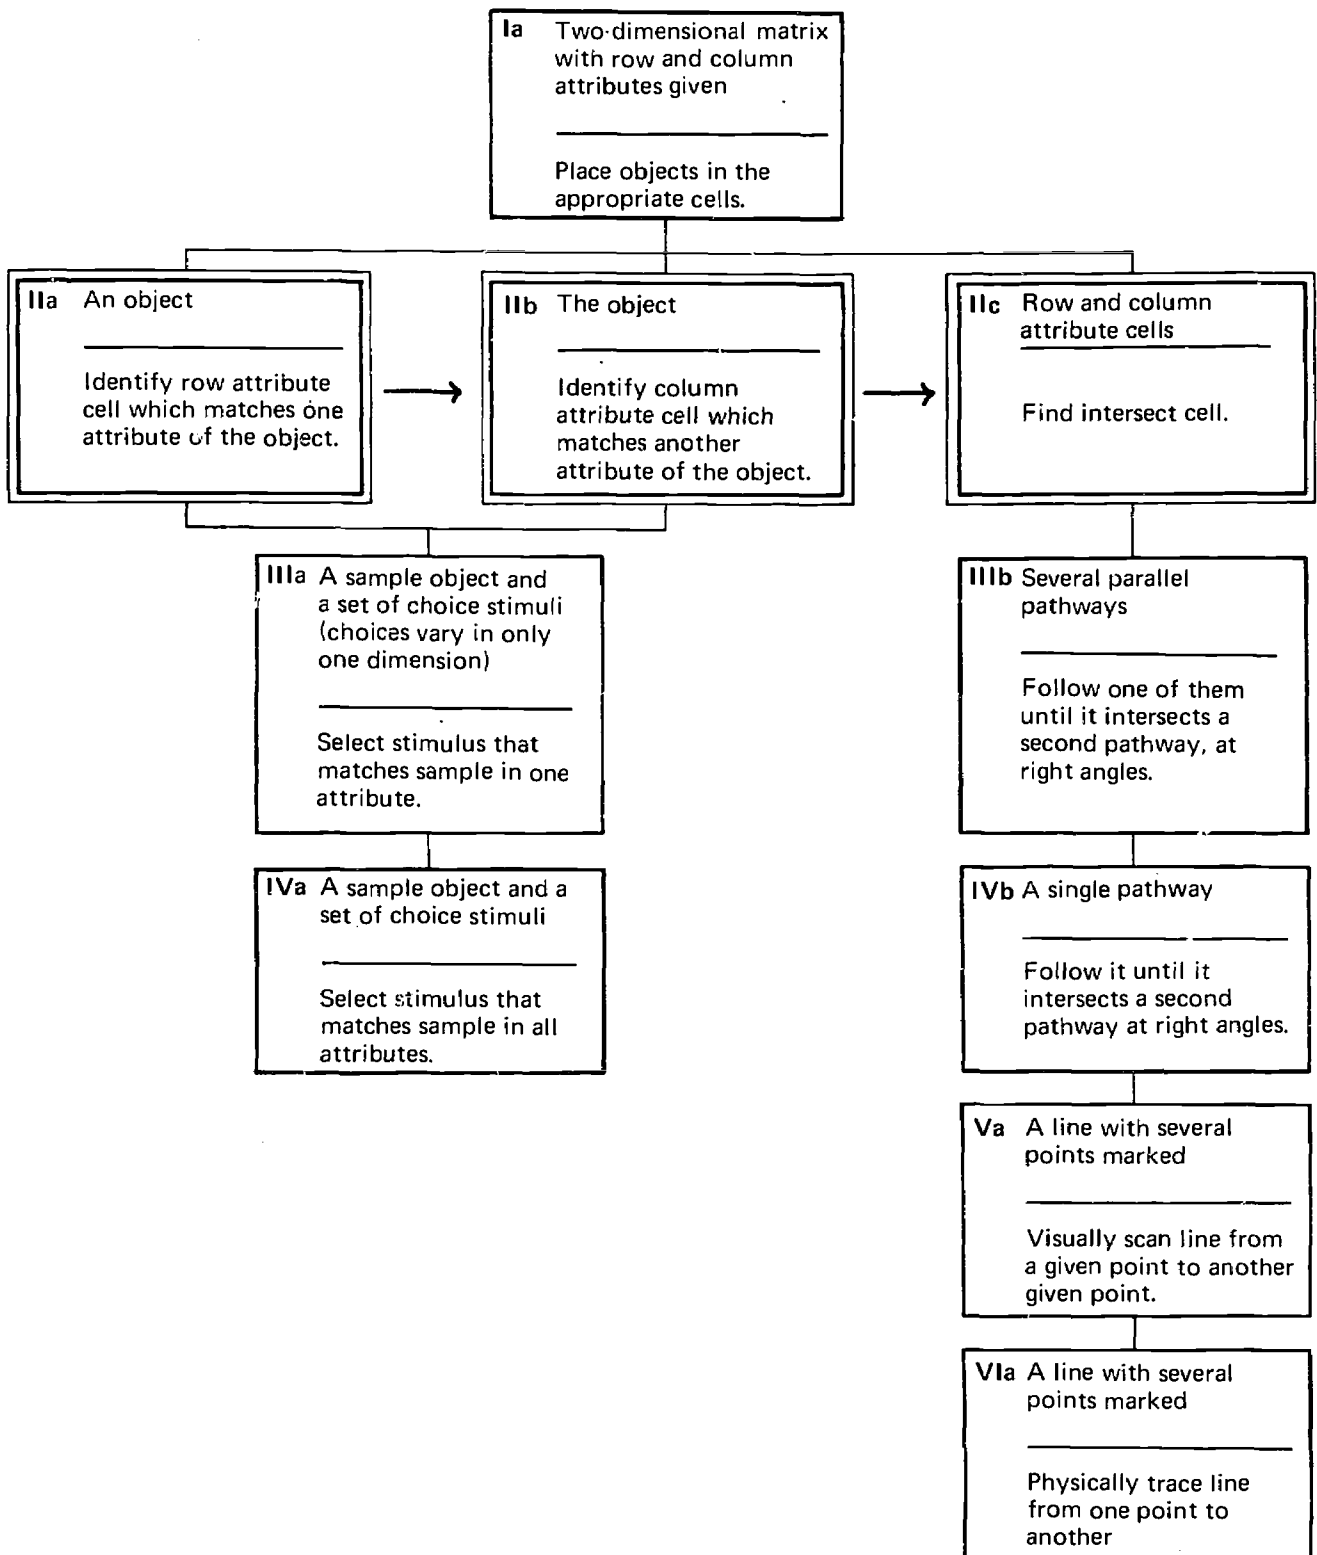 Ia Two-dimensional matrix
with row and column
attributes given
Place objects in the
appropriate cells.
IIa An object
Identify row attribute
cell which matches one
attribute of the object.
IIb The object
Identify column
attribute cell which
matches another
attribute of the object.
IIc Row and column
attribute cells
Find intersect cell.
IIIa A sample object and
a set of choice stimuli
(choices vary in only
one dimension)
Select stimulus that
matches sample in one
attribute.
IIIb Several parallel
pathways
Follow one of them
until it intersects a
second pathway, at
right angles.
IVa A sample object and a
set of choice stimuli
Select stimulus that
matches sample in all
attributes.
IVb A single pathway
Follow it until it
intersects a second
pathway at right angles.
Va A line with several
points marked
Visually scan line from
a given point to another
given point.
VIa A line with several
points marked
Physically trace line
from one point to
another